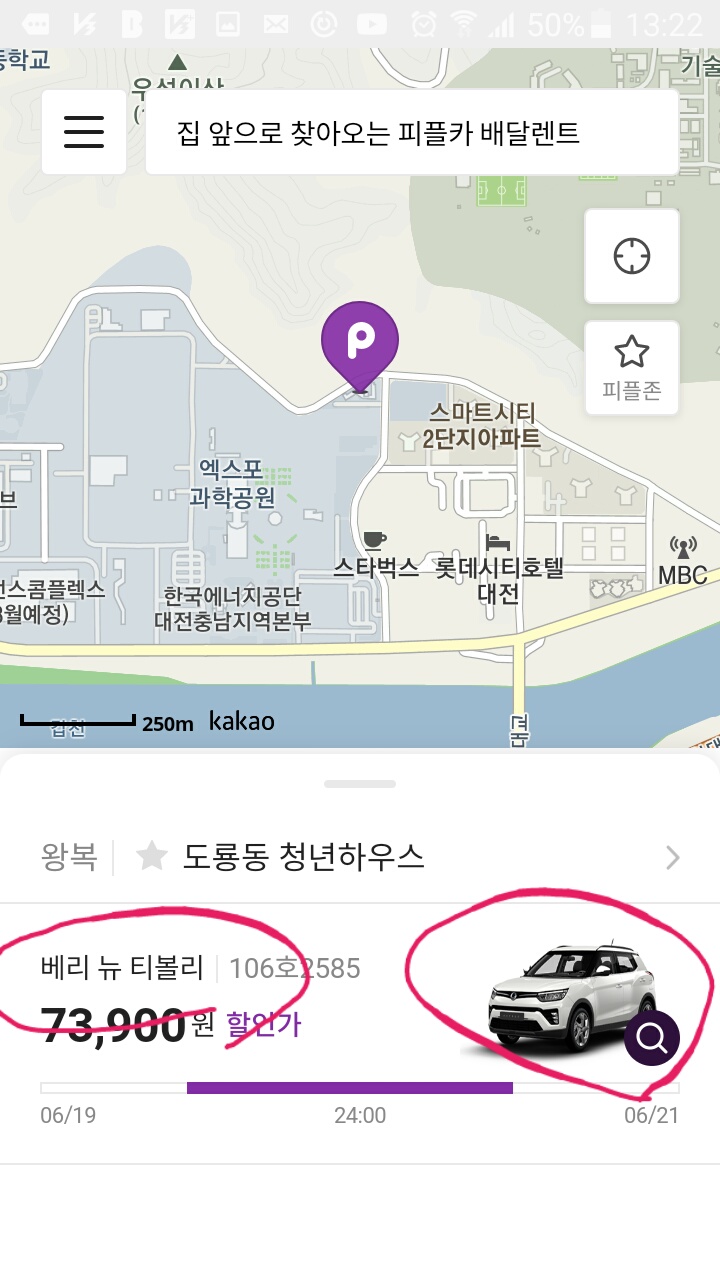 50% 13:22
등학교
우성이산
기술
집 앞으로 찾아오는 피플카 배달렌트
피플존
스마트시티
2단지아파트
엑스포
과학공원
브
스타벅스
롯데시티호텔
대전
MBC
언스콤플렉스
8월예정)
한국에너지공단
대전충남지역본부
갑천
250m kakao
왕복 도룡동 청년하우스
베리 뉴 티볼리 106호2585
73,900원 할인가
06/19 24:00 06/21